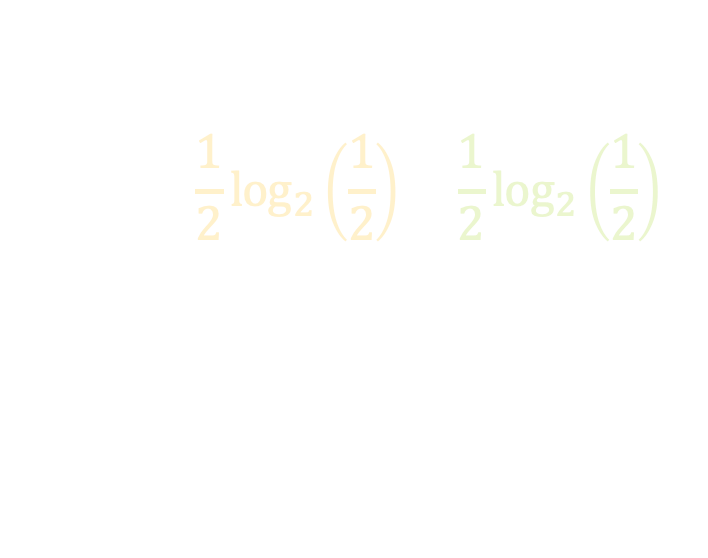 1/2 log₂ (1/2) 1/2 log₂ (1/2)